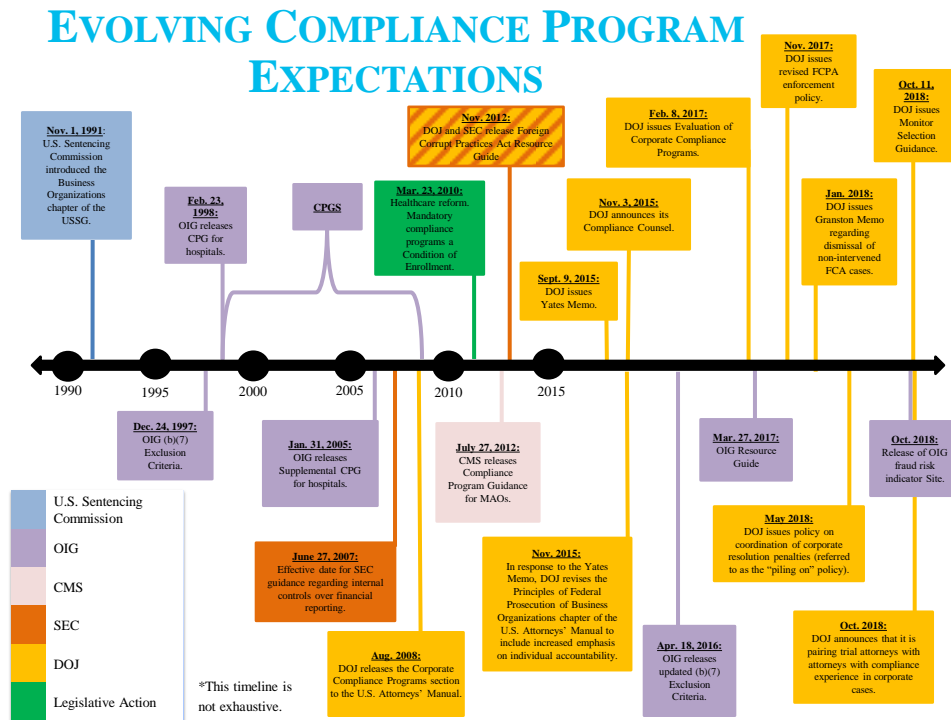 EVOLVING COMPLIANCE PROGRAM
EXPECTATIONS
Nov. 1, 1991:
U.S. Sentencing
Commission
introduced the
Business
Organizations
chapter of the
USSG.
Feb. 23,
1998:
OIG releases
CPG for
hospitals.
CPGS
Mar. 23, 2010:
Healthcare reform.
Mandatory
compliance
programs a
Condition of
Enrollment.
Nov. 2012:
DOJ and SEC release Foreign
Corrupt Practices Act Resource
Guide
Sept. 9, 2015:
DOJ issues
Yates Memo.
Nov. 3, 2015:
DOJ announces its
Compliance Counsel.
Feb. 8, 2017:
DOJ issues Evaluation of
Corporate Compliance
Programs.
Nov. 2017:
DOJ issues
revised FCPA
enforcement
policy.
Jan. 2018:
DOJ issues
Granston Memo
regarding
dismissal of
non-intervened
FCA cases.
Oct. 11,
2018:
DOJ issues
Monitor
Selection
Guidance.
1990
1995
2000
2005
2010
2015
Dec. 24, 1997:
OIG (b)(7)
Exclusion
Criteria.
Jan. 31, 2005:
OIG releases
Supplemental CPG
for hospitals.
June 27, 2007:
Effective date for SEC
guidance regarding internal
controls over financial
reporting.
Aug. 2008:
DOJ releases the Corporate
Compliance Programs section
to the U.S. Attorneys' Manual.
July 27, 2012:
CMS releases
Compliance
Program Guidance
for MAOs.
Nov. 2015:
In response to the Yates
Memo, DOJ revises the
Principles of Federal
Prosecution of Business
Organizations chapter of the
U.S. Attorneys' Manual to
include increased emphasis
on individual accountability.
Apr. 18, 2016:
OIG releases
updated (b)(7)
Exclusion Criteria.
Mar. 27, 2017:
OIG Resource
Guide
May 2018:
DOJ issues policy on
coordination of corporate
resolution penalties (referred
to as the “piling on” policy).
Oct. 2018:
Release of OIG
fraud risk
indicator Site.
Oct. 2018:
DOJ announces that it is
pairing trial attorneys with
attorneys with compliance
experience in corporate
cases.
U.S. Sentencing
Commission
OIG
CMS
SEC
DOJ
Legislative Action
*This timeline is
not exhaustive.